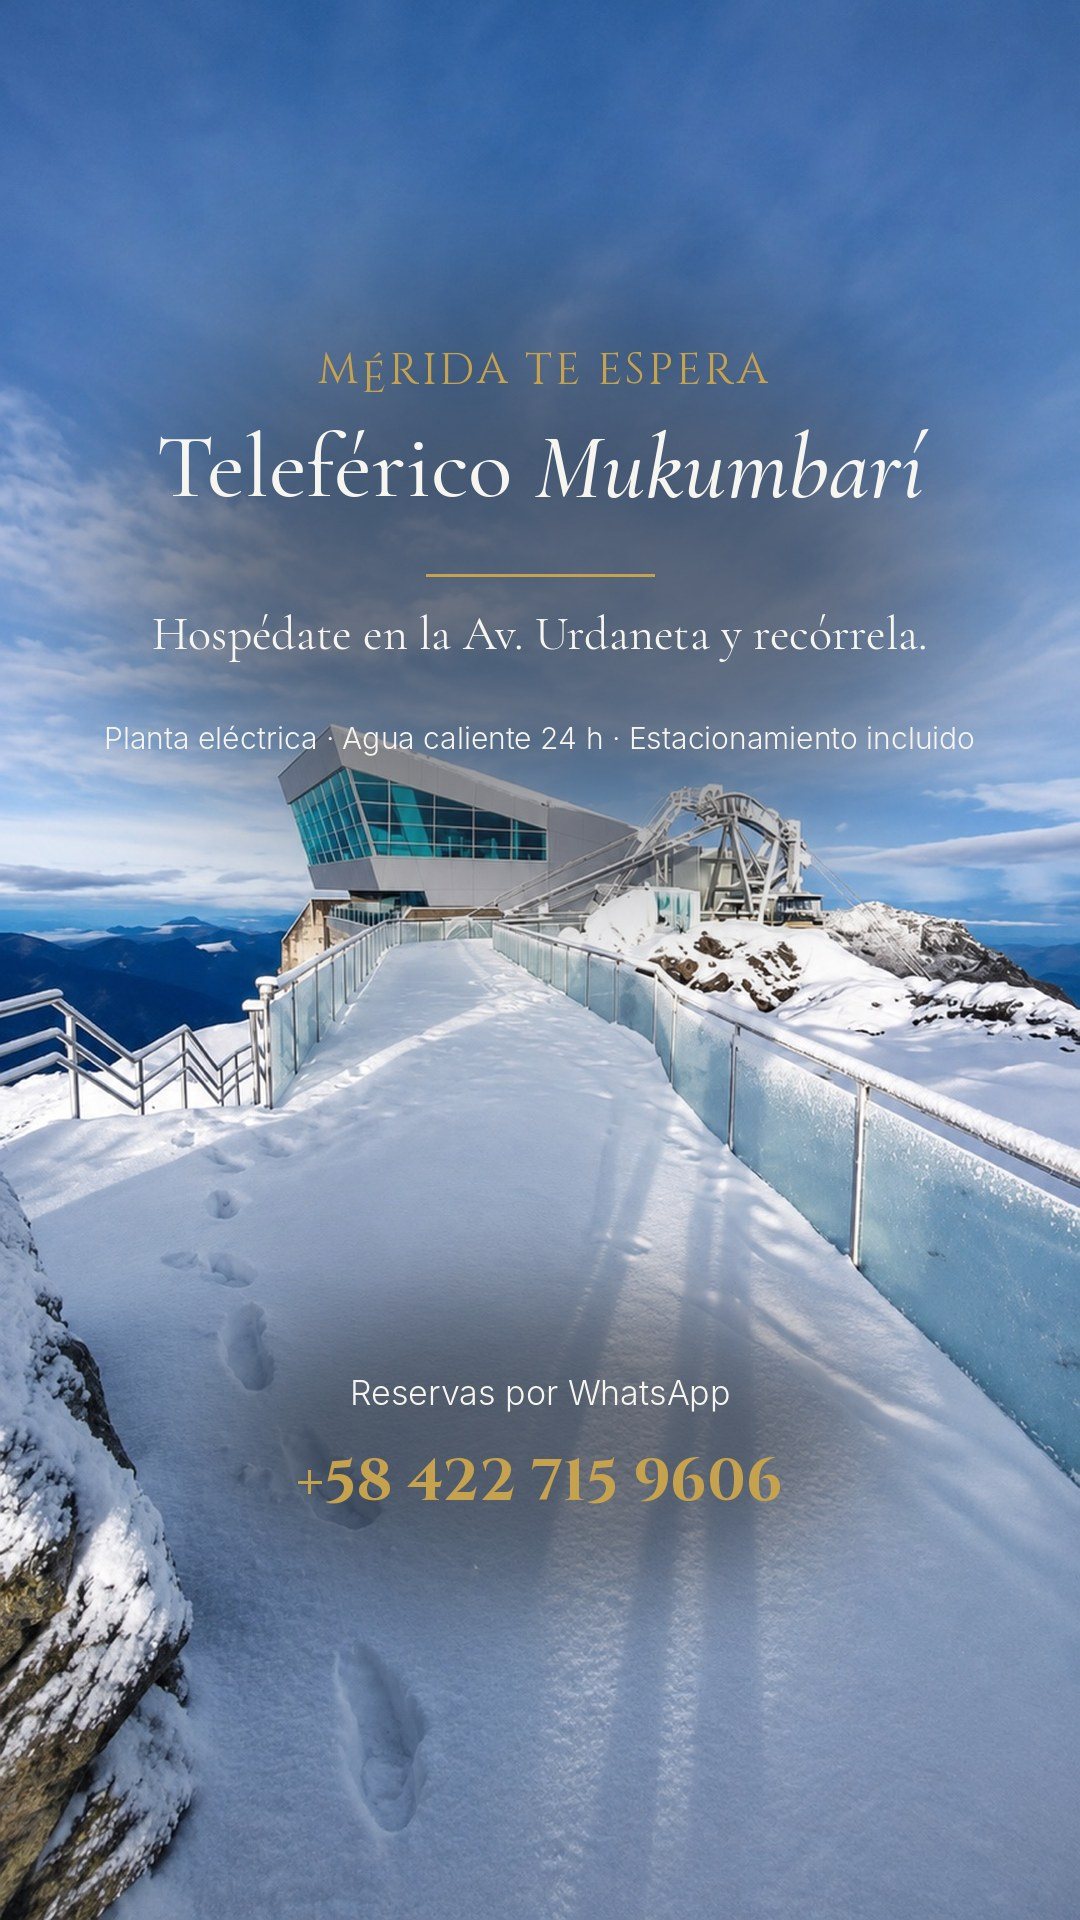 MÉRIDA TE ESPERA
Teleférico Mukumbarí
Hospédate en la Av. Urdaneta y recórrela.
Planta eléctrica · Agua caliente 24 h · Estacionamiento incluido
Reservas por WhatsApp
+58 422 715 9606